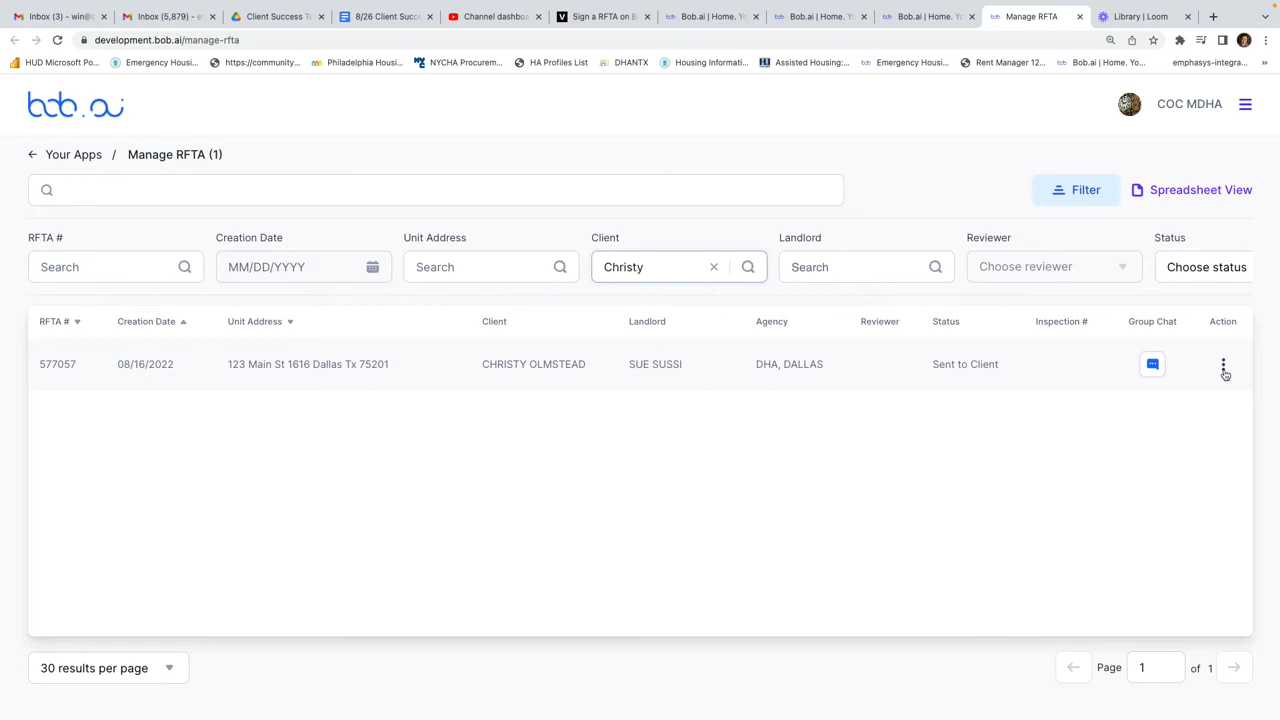 Inbox (3) - win@b
Inbox (5,879) - e
Client Success Te
8/26 Client Succ
Channel dashboa
Sign a RFTA on B
Bob.ai | Home. Yo
Bob.ai | Home. Yo
Bob.ai | Home. Yo
Manage RFTA
Library | Loom
development.bob.ai/manage-rfta
HUD Microsoft Po...
Emergency Housi...
https://community...
Philadelphia Housi...
NYCHA Procurem...
HA Profiles List
DHANTX
Housing Informati...
Assisted Housing:...
Emergency Housi...
Rent Manager 12...
Bob.ai | Home. Yo...
emphasys-integra...
bob.ai
COC MDHA
Your Apps / Manage RFTA (1)
Filter
Spreadsheet View
RFTA # Creation Date Unit Address Client Landlord Reviewer Status
Search MM/DD/YYYY Search Christy Search Choose reviewer Choose status
RFTA # Creation Date Unit Address Client Landlord Agency Reviewer Status Inspection # Group Chat Action
577057 08/16/2022 123 Main St 1616 Dallas Tx 75201 CHRISTY OLMSTEAD SUE SUSSI DHA, DALLAS Sent to Client
30 results per page
Page 1 of 1